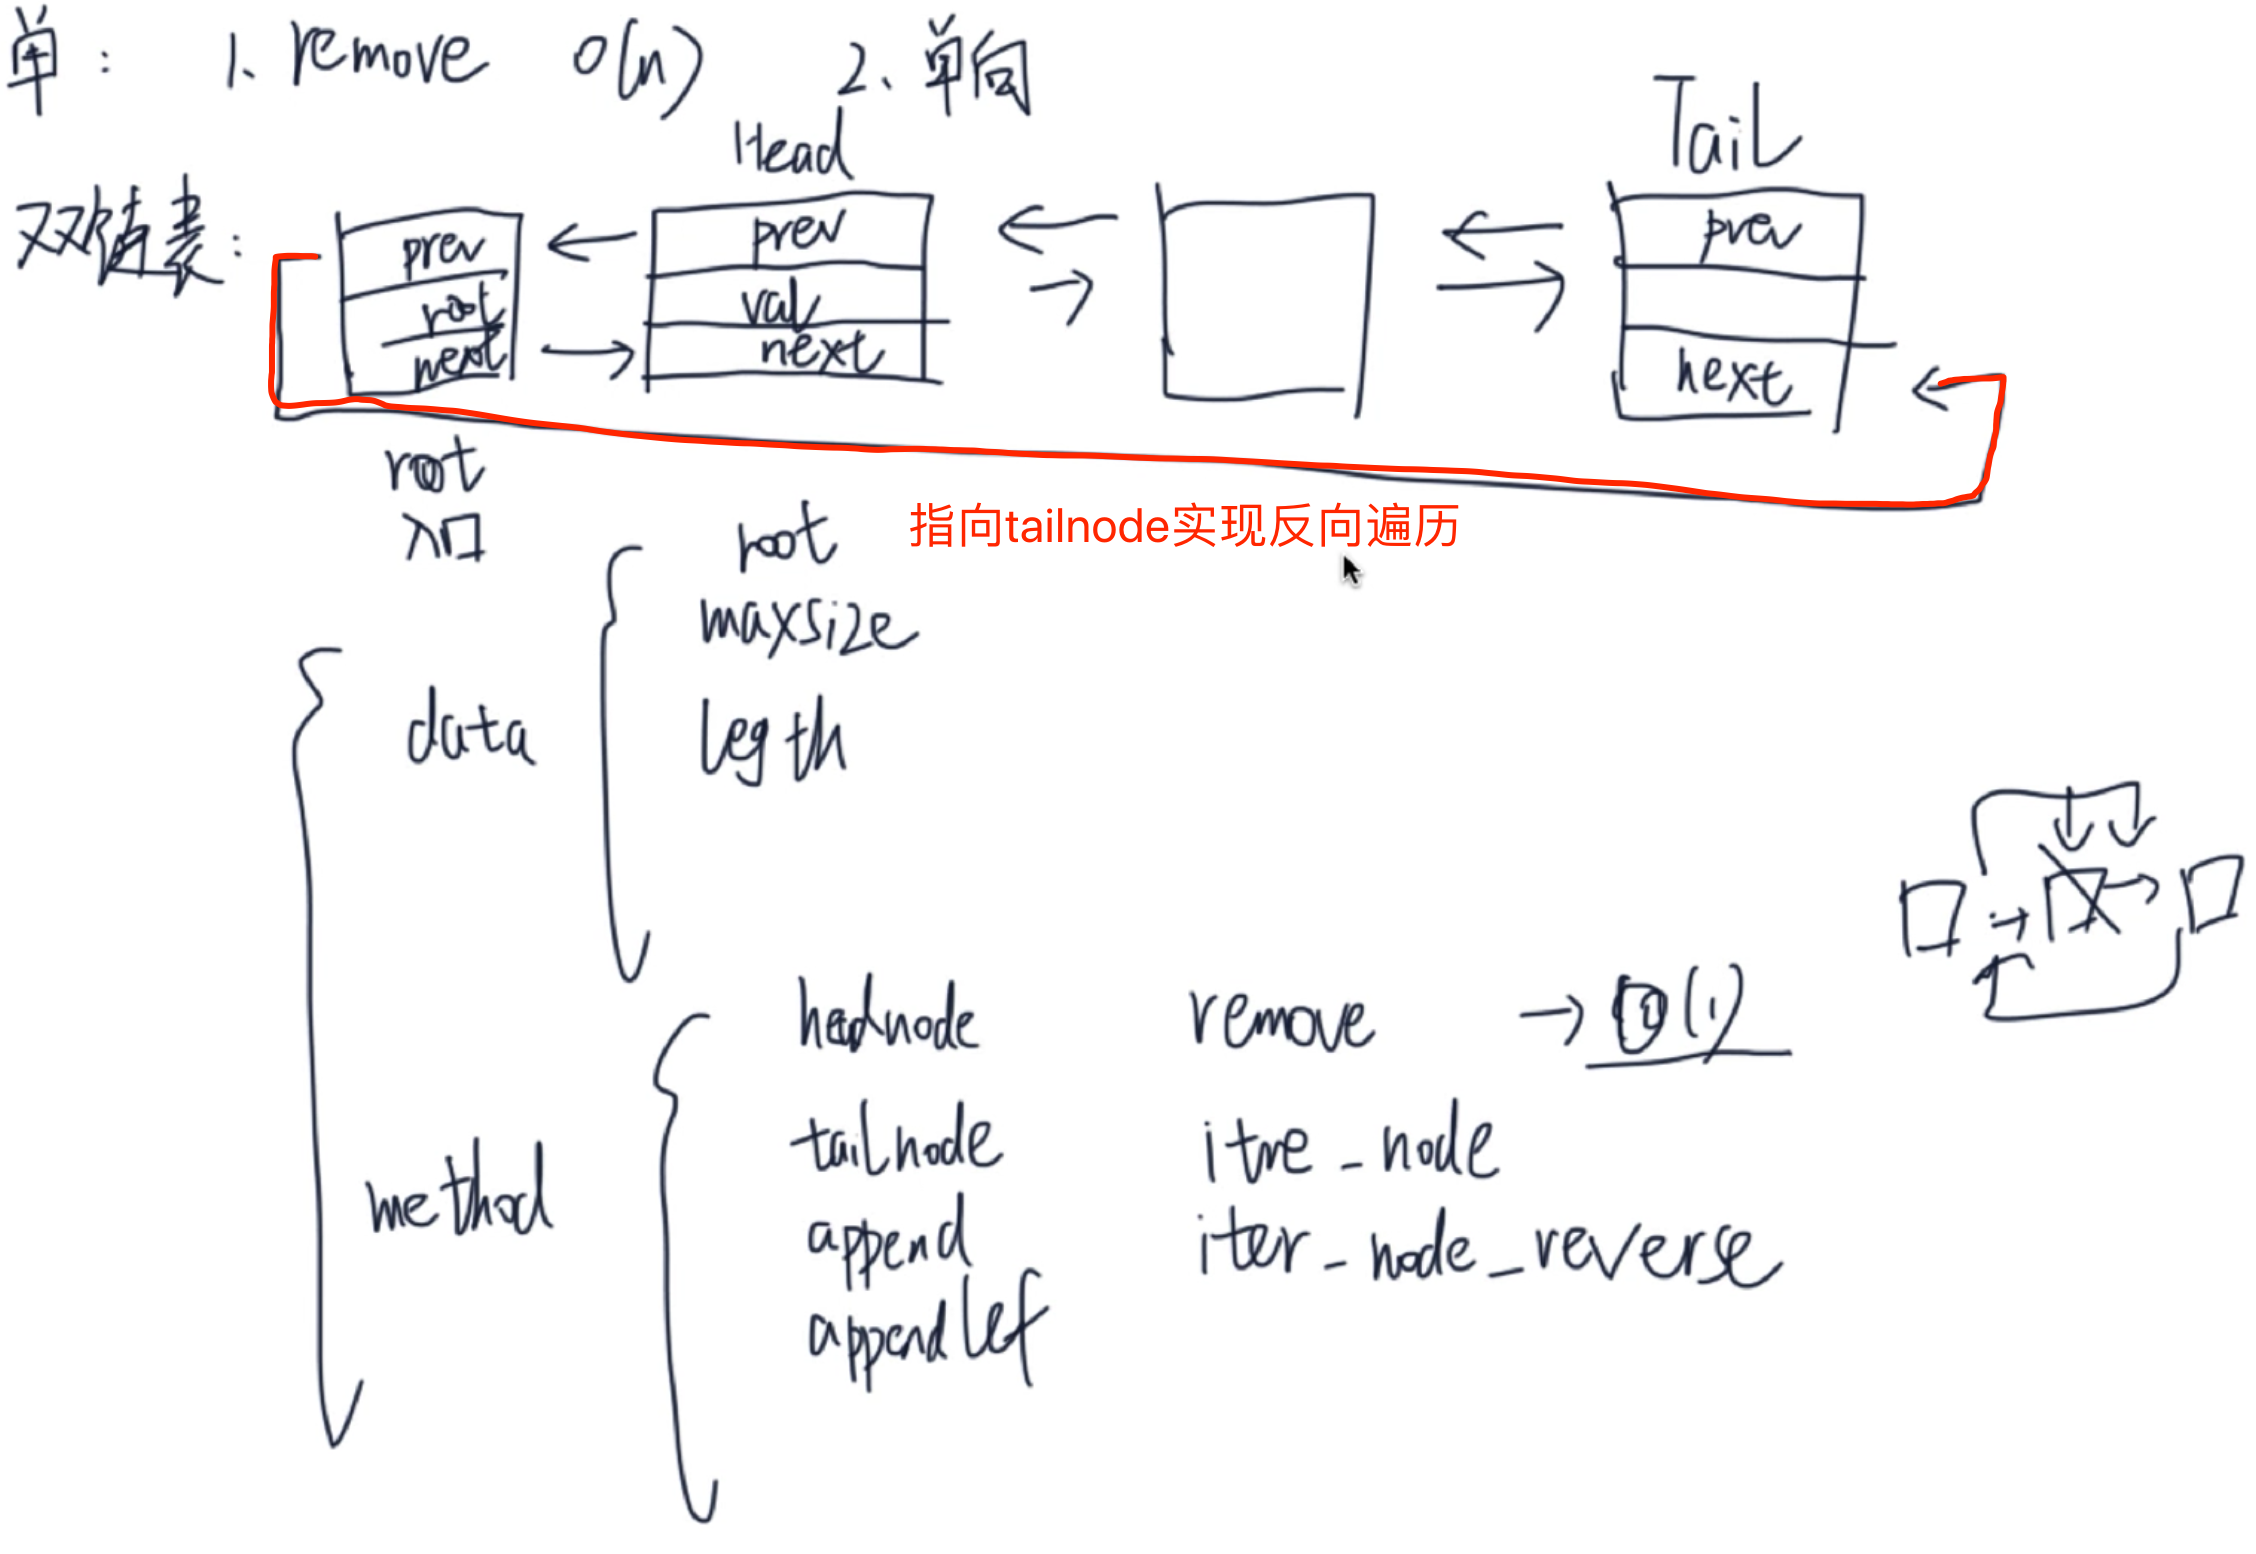 单: 1、remove O(n) 2、单向
Head
Tail
双链表:
prev
root
next
prev
val
next
prev
next
root
入口
指向tailnode实现反向遍历
root
maxsize
legth
data
method
headnode remove → O(1)
tailnode itre_node
append iter_node_reverse
appendlef